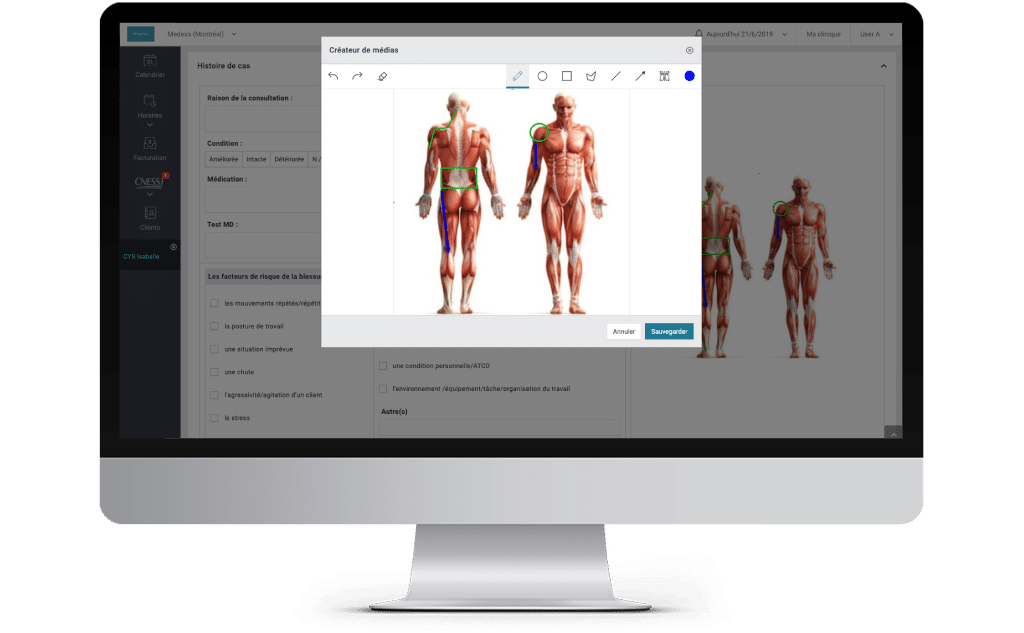 Medexa (Montréal)
Aujourd'hui 21/6/2019
Ma clinique
User A
Calendrier
Horaires
Facturation
CNESST
1
Clients
CYR Isabelle
Histoire de cas
Raison de la consultation :
Condition :
Améliorée Intacte Détériorée N /
Médication :
Test MD :
Les facteurs de risque de la blessu
les mouvements répétés/répétit
la posture de travail
une situation imprévue
une chute
l'agressivité/agitation d'un client
le stress
une condition personnelle/ATCD
l'environnement /équipement/tâche/organisation du travail
Autre(s)
Créateur de médias
Annuler
Sauvegarder